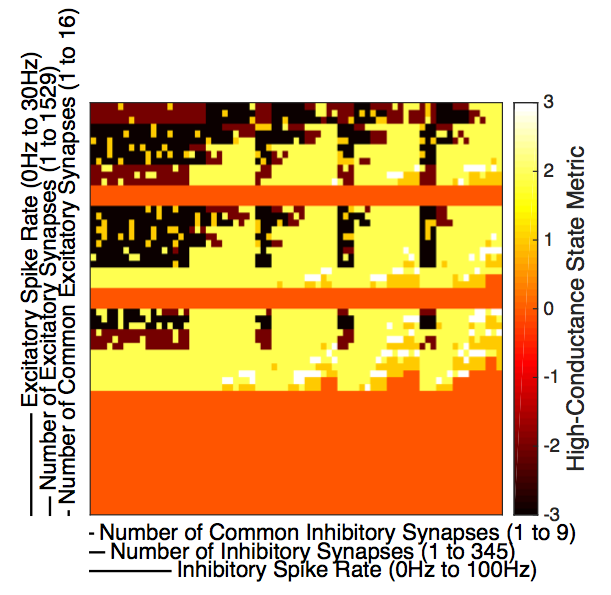 Excitatory Spike Rate (0Hz to 30Hz)
Number of Excitatory Synapses (1 to 1529)
Number of Common Excitatory Synapses (1 to 16)
3
2
1
0
-1
-2
-3
High-Conductance State Metric
Number of Common Inhibitory Synapses (1 to 9)
Number of Inhibitory Synapses (1 to 345)
Inhibitory Spike Rate (0Hz to 100Hz)